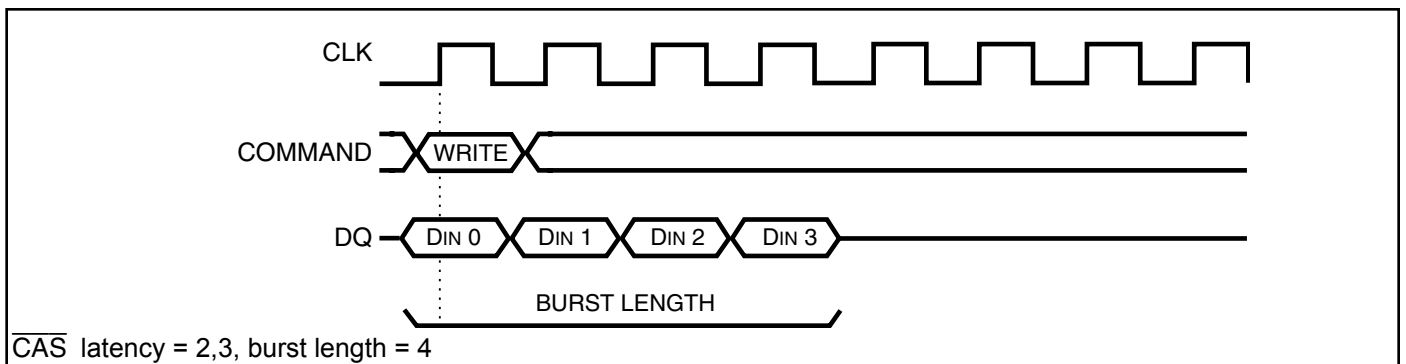 CLK
COMMAND WRITE
DQ DIN 0 DIN 1 DIN 2 DIN 3
BURST LENGTH
C̅A̅S̅ latency = 2,3, burst length = 4